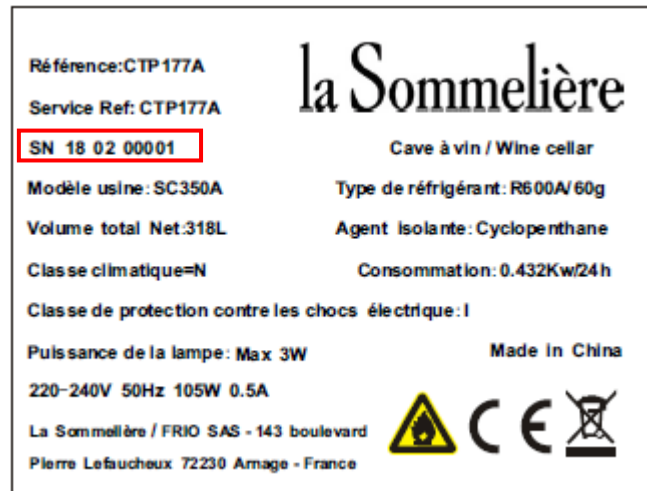 Référence:CTP177A
la Sommelière
Service Ref: CTP177A
SN 18 02 00001
Cave à vin / Wine cellar
Modèle usine: SC350A
Type de réfrigérant: R600A/60g
Volume total Net:318L
Agent isolante: Cyclopenthane
Classe climatique=N
Consommation: 0.432Kw/24h
Classe de protection contre les chocs électrique: I
Puissance de la lampe: Max 3W
Made in China
220-240V 50Hz 105W 0.5A
La Sommelière / FRIO SAS - 143 boulevard
Pierre Lefaucheux 72230 Arnage - France
CE